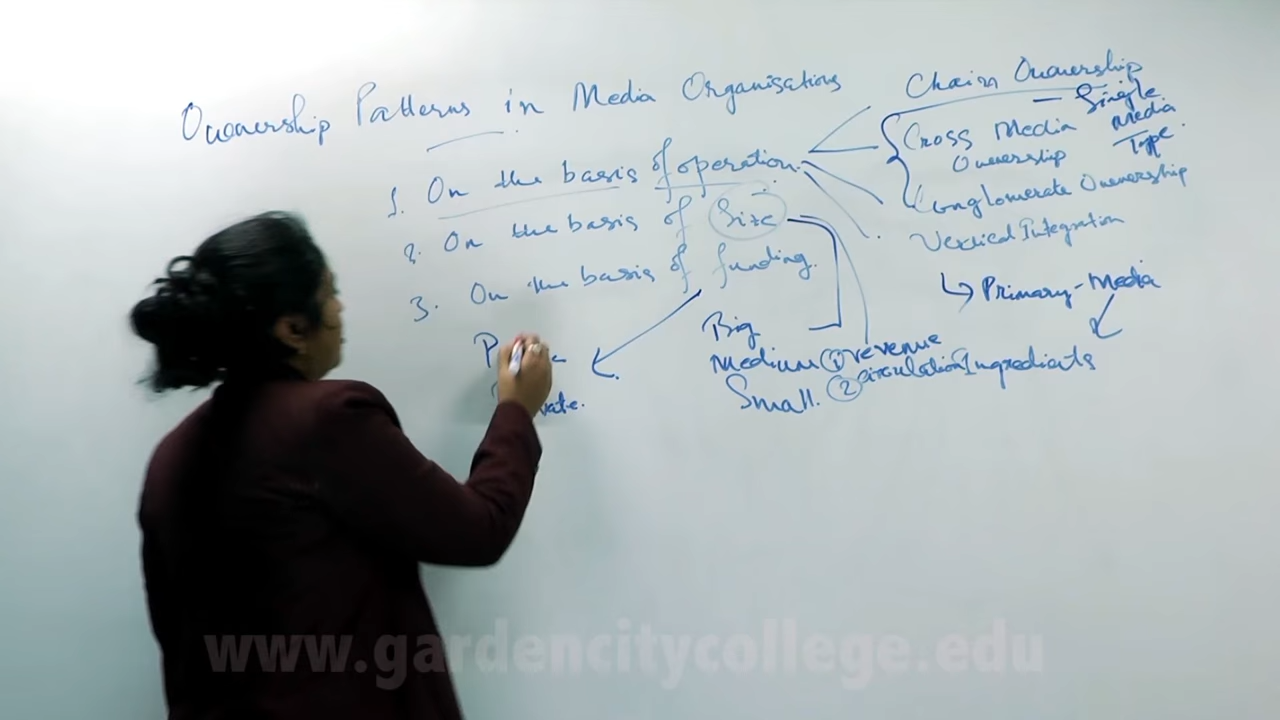 Ownership Patterns in Media Organisations
1. On the basis of operation.
2. On the basis of Size
3. On the basis of funding.
Chain Ownership
- Single
Media
Type.
Cross Media
Ownership
Conglomerate Ownership
Vertical Integration
Primary-Media
Ingredients
Big
Medium ① revenue
Small. ② circulation
www.gardencitycollege.edu